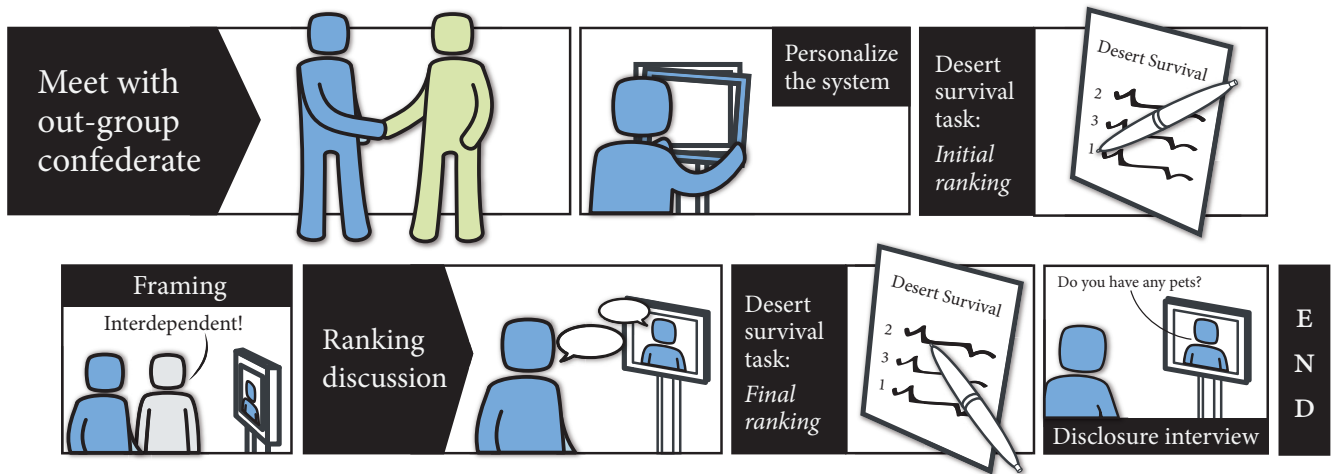 Meet with
out-group
confederate
Personalize
the system
Desert
survival
task:
Initial
ranking
Desert Survival
2
3
1
Framing
Interdependent!
Ranking
discussion
Desert
survival
task:
Final
ranking
Desert Survival
2
3
1
Do you have any pets?
Disclosure interview
E
N
D